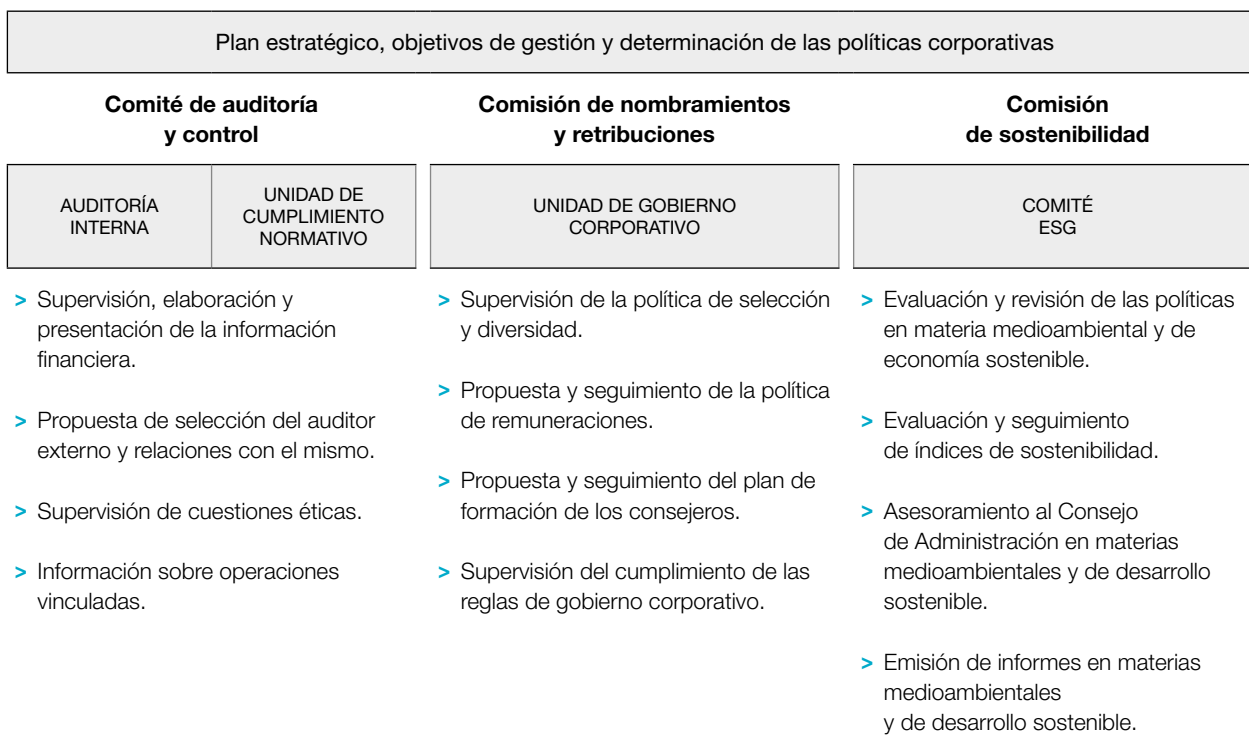 Plan estratégico, objetivos de gestión y determinación de las políticas corporativas
Comité de auditoría
y control
AUDITORÍA
INTERNA
UNIDAD DE
CUMPLIMIENTO
NORMATIVO
> Supervisión, elaboración y
presentación de la información
financiera.
> Propuesta de selección del auditor
externo y relaciones con el mismo.
> Supervisión de cuestiones éticas.
> Información sobre operaciones
vinculadas.
Comisión de nombramientos
y retribuciones
UNIDAD DE GOBIERNO
CORPORATIVO
> Supervisión de la política de selección
y diversidad.
> Propuesta y seguimiento de la política
de remuneraciones.
> Propuesta y seguimiento del plan de
formación de los consejeros.
> Supervisión del cumplimiento de las
reglas de gobierno corporativo.
Comisión
de sostenibilidad
COMITÉ
ESG
> Evaluación y revisión de las políticas
en materia medioambiental y de
economía sostenible.
> Evaluación y seguimiento
de índices de sostenibilidad.
> Asesoramiento al Consejo
de Administración en materias
medioambientales y de desarrollo
sostenible.
> Emisión de informes en materias
medioambientales
y de desarrollo sostenible.